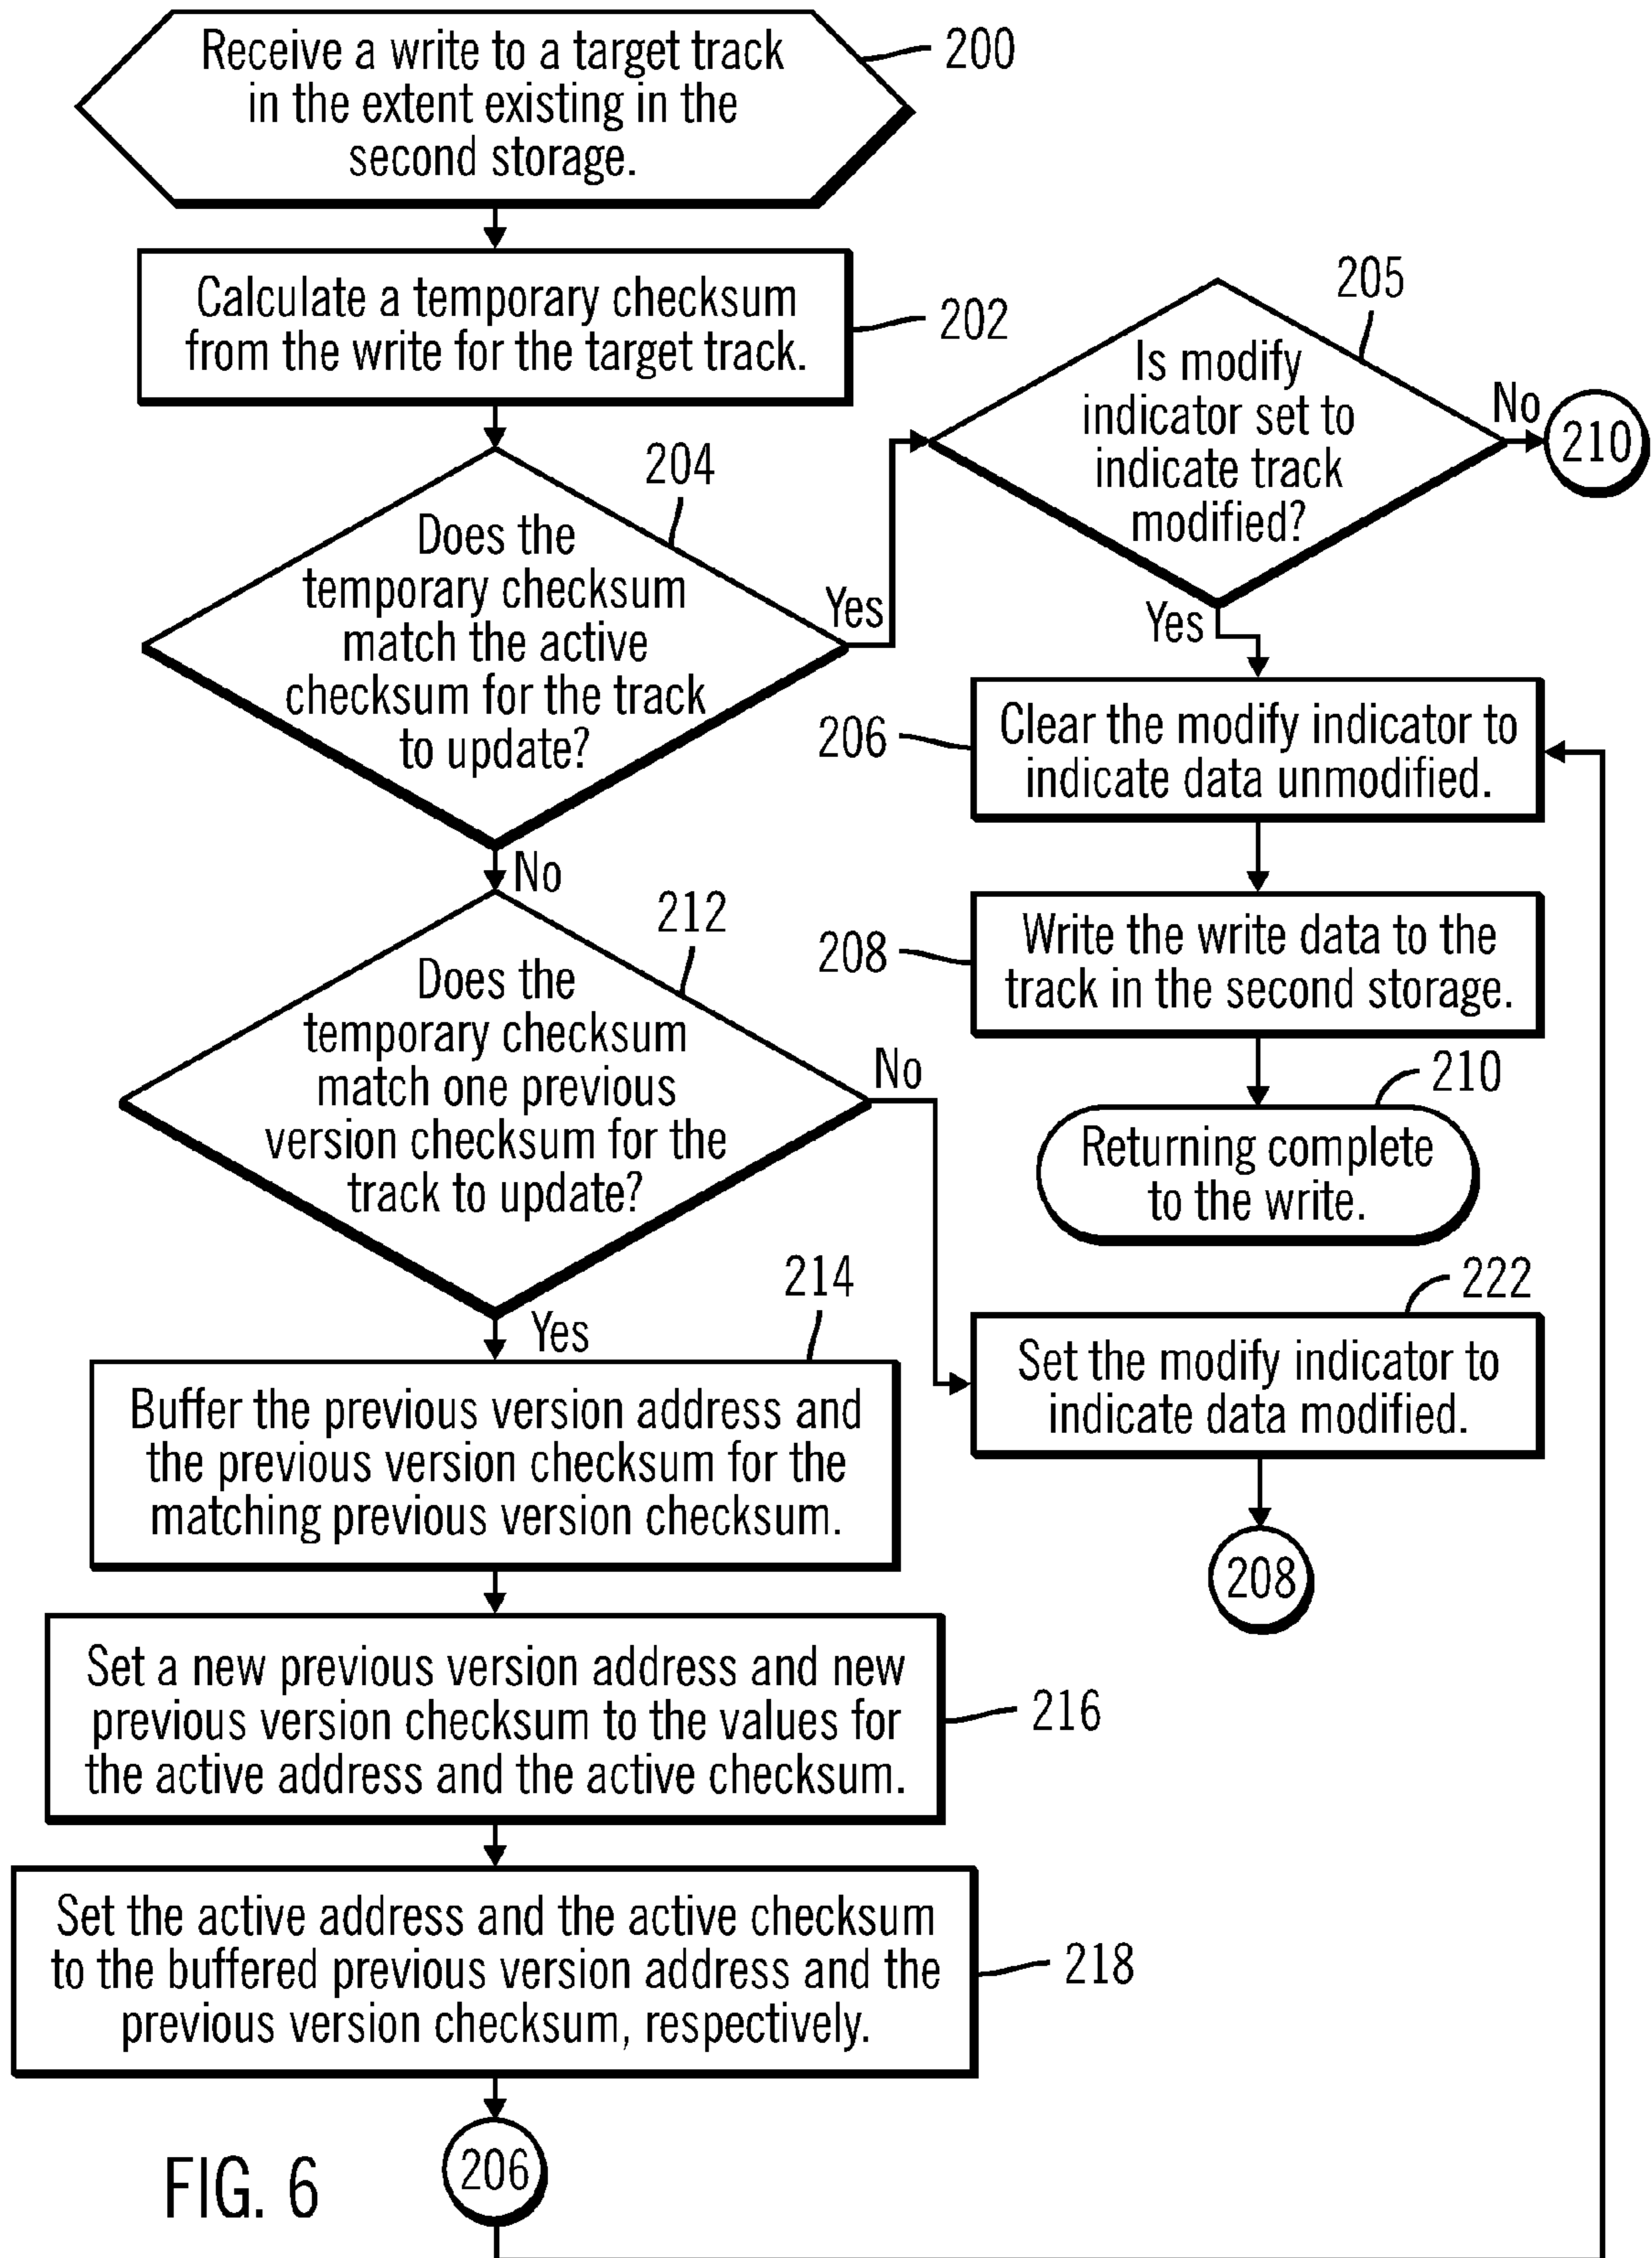 Receive a write to a target track
in the extent existing in the
second storage.
200
Calculate a temporary checksum
from the write for the target track.
202
204
Does the
temporary checksum
match the active
checksum for the track
to update?
Yes
No
205
Is modify
indicator set to
indicate track
modified?
No
210
Yes
206
Clear the modify indicator to
indicate data unmodified.
208
Write the write data to the
track in the second storage.
210
Returning complete
to the write.
212
Does the
temporary checksum
match one previous
version checksum for the
track to update?
No
Yes
222
Set the modify indicator to
indicate data modified.
208
214
Buffer the previous version address and
the previous version checksum for the
matching previous version checksum.
Set a new previous version address and new
previous version checksum to the values for
the active address and the active checksum.
216
Set the active address and the active checksum
to the buffered previous version address and the
previous version checksum, respectively.
218
206
FIG. 6